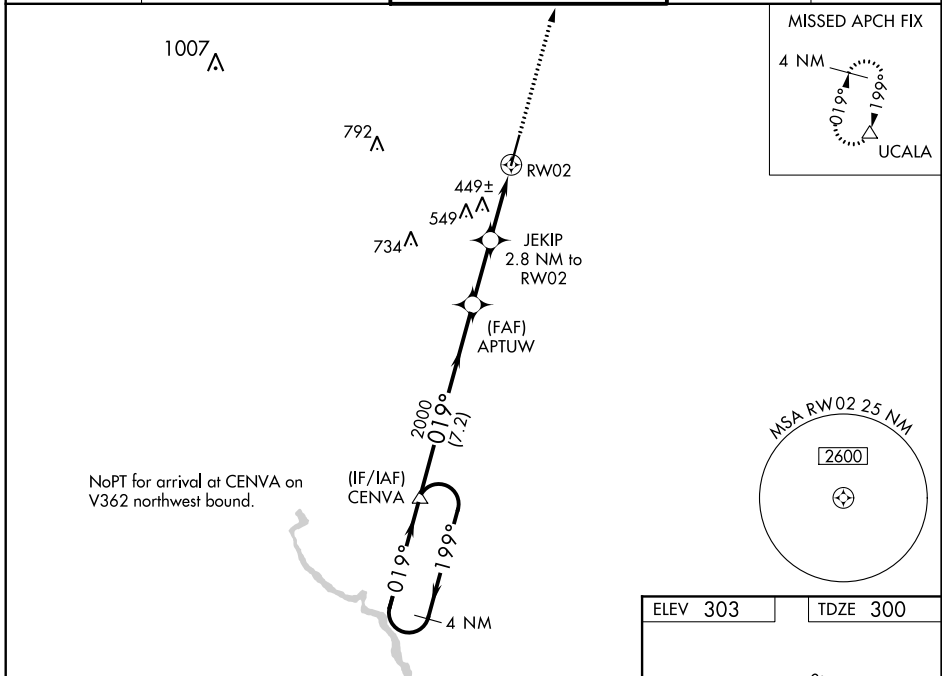 MISSED APCH FIX
4 NM
019°
199°
UCALA
1007
792
RW02
449±
549
734
JEKIP
2.8 NM to
RW02
(FAF)
APTUW
2000
019°
(7.2)
MSA RW02 25 NM
2600
NoPT for arrival at CENVA on
V362 northwest bound.
(IF/IAF)
CENVA
019°
199°
4 NM
ELEV 303
TDZE 300